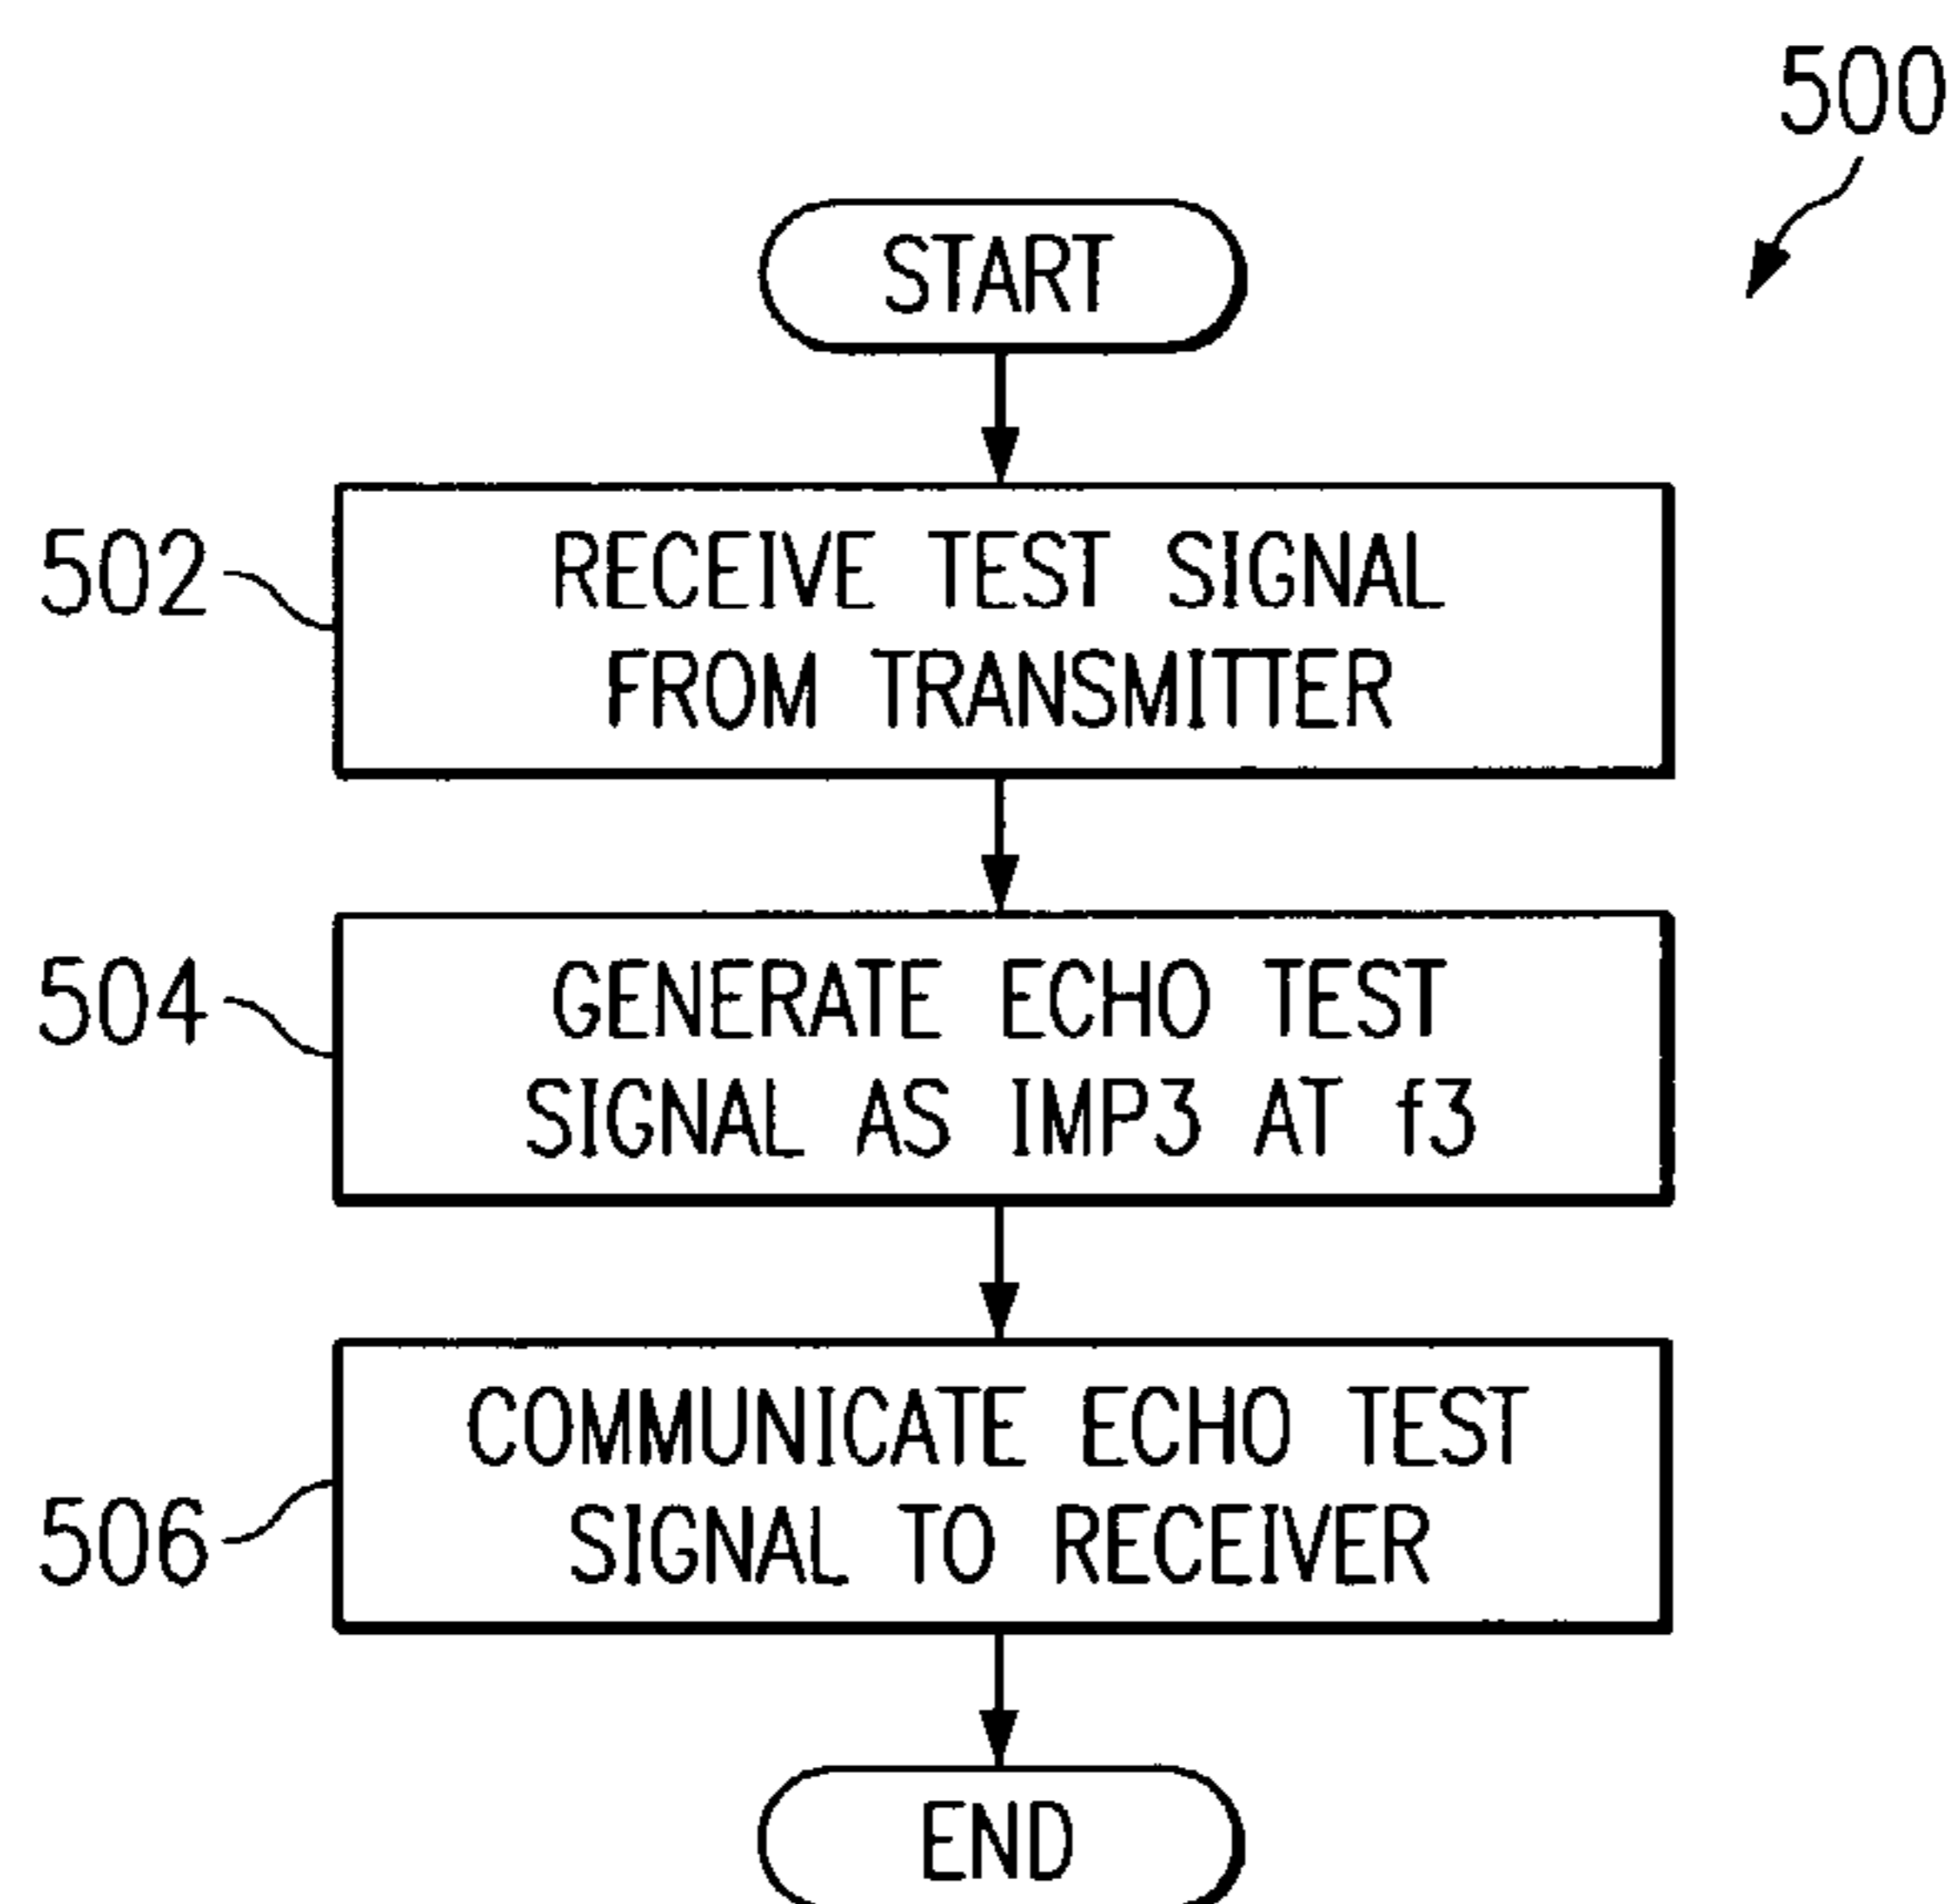 500
START
502
RECEIVE TEST SIGNAL
FROM TRANSMITTER
504
GENERATE ECHO TEST
SIGNAL AS IMP3 AT f3
506
COMMUNICATE ECHO TEST
SIGNAL TO RECEIVER
END